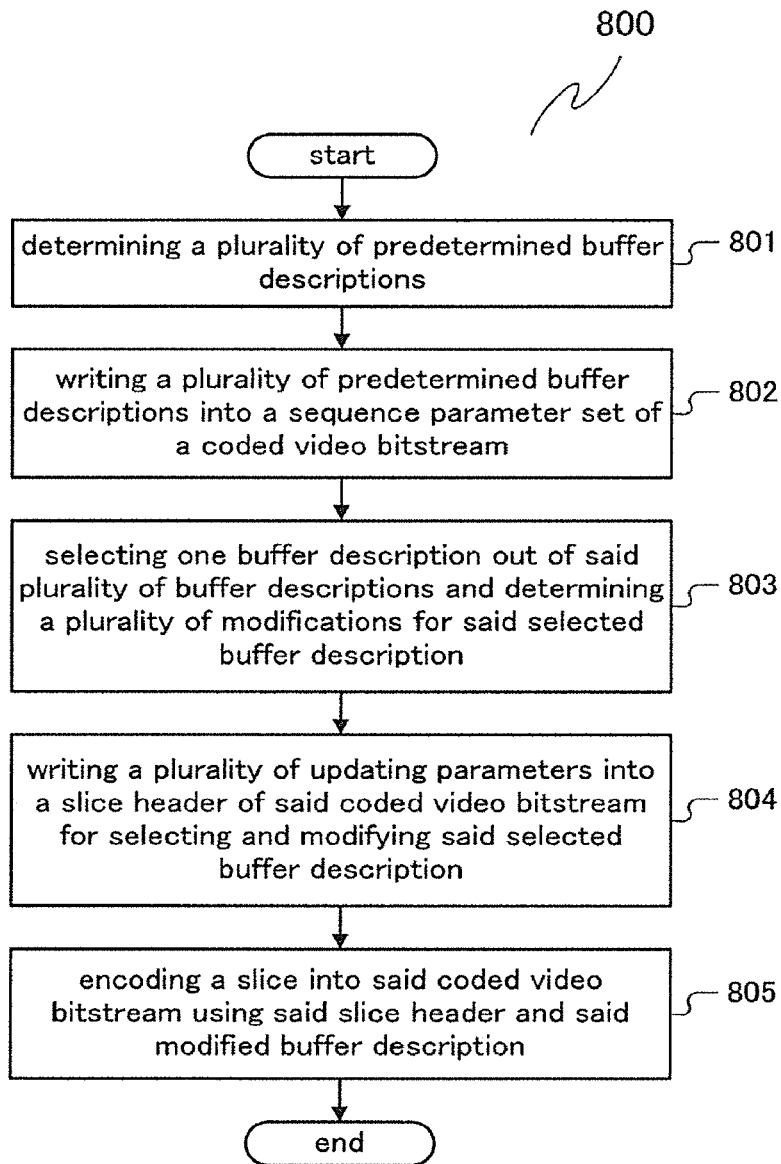 800
start
determining a plurality of predetermined buffer
descriptions
801
writing a plurality of predetermined buffer
descriptions into a sequence parameter set of
a coded video bitstream
802
selecting one buffer description out of said
plurality of buffer descriptions and determining
a plurality of modifications for said selected
buffer description
803
writing a plurality of updating parameters into
a slice header of said coded video bitstream
for selecting and modifying said selected
buffer description
804
encoding a slice into said coded video
bitstream using said slice header and said
modified buffer description
805
end